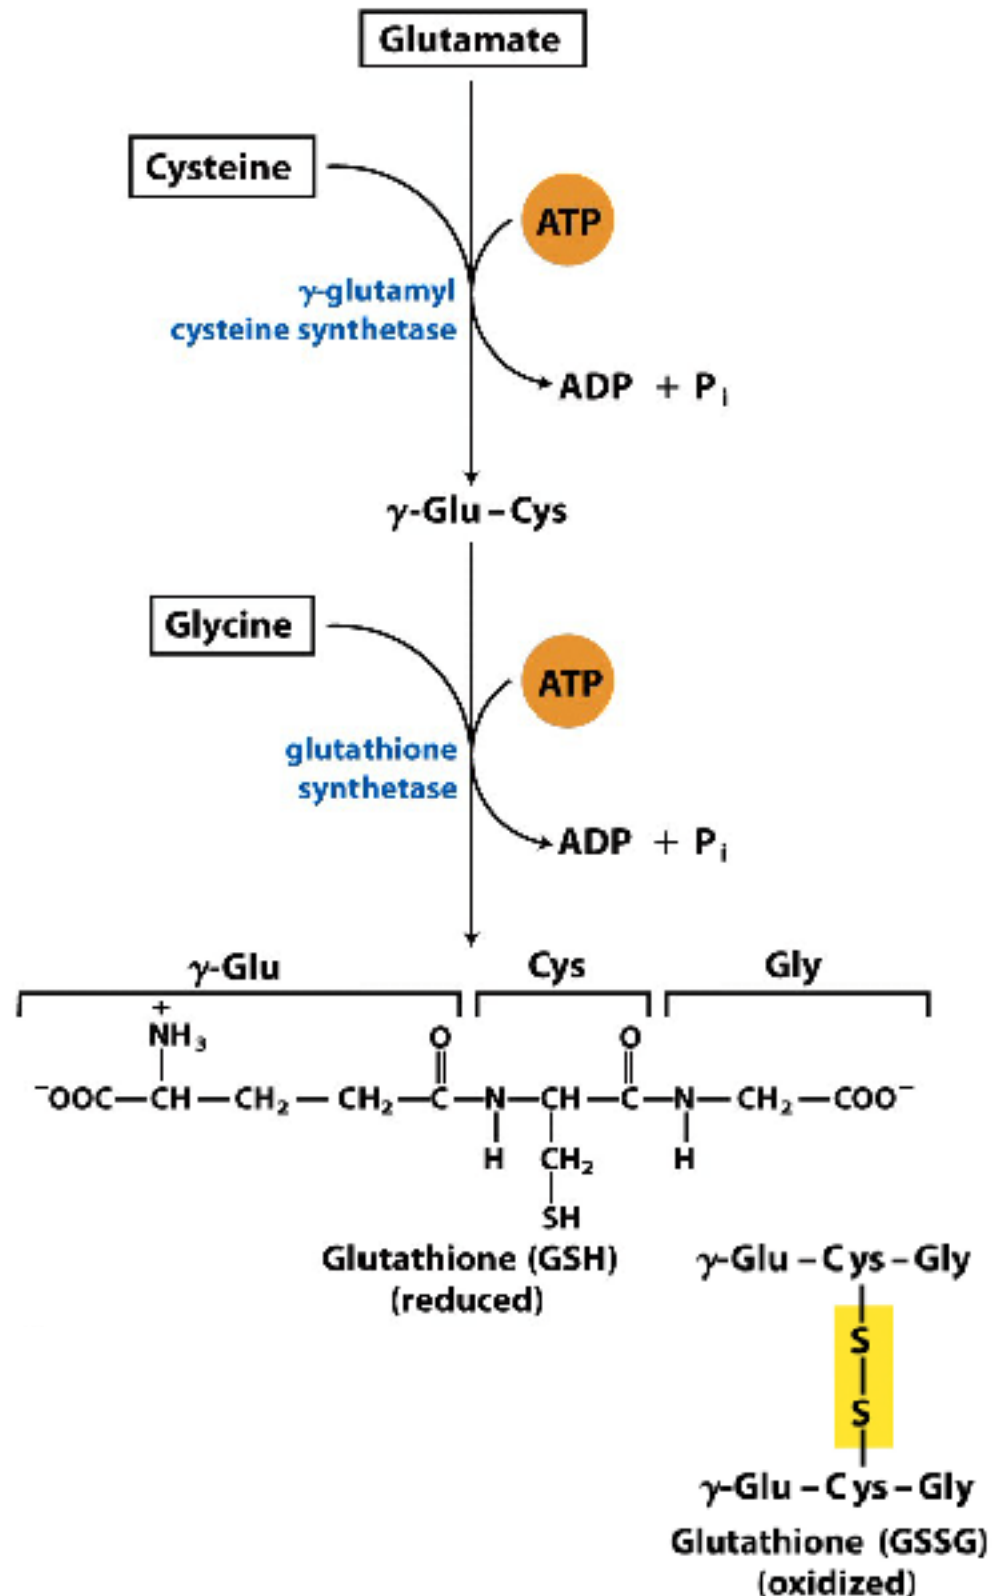 Glutamate
Cysteine
ATP
γ-glutamyl
cysteine synthetase
ADP + Pi
γ-Glu – Cys
Glycine
ATP
glutathione
synthetase
ADP + Pi
γ-Glu Cys Gly
+
NH3 O O
⁻OOC—CH—CH2—CH2—C—N—CH—C—N—CH2—COO⁻
H CH2 H
SH
Glutathione (GSH)
(reduced)
γ-Glu – Cys – Gly
S
S
γ-Glu – Cys – Gly
Glutathione (GSSG)
(oxidized)